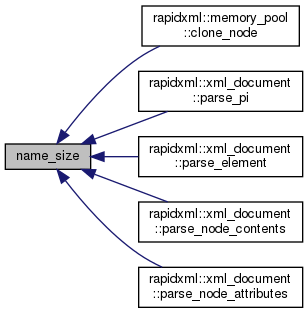 rapidxml::memory_pool
::clone_node
rapidxml::xml_document
::parse_pi
name_size
rapidxml::xml_document
::parse_element
rapidxml::xml_document
::parse_node_contents
rapidxml::xml_document
::parse_node_attributes